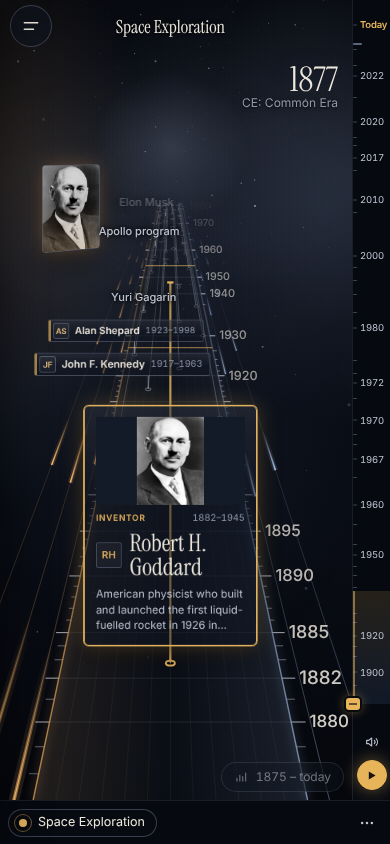 Space Exploration
1877
CE: Common Era
Today
2022
2020
2017
2010
2000
1980
1972
1970
1967
1960
1950
1920
1900
Elon Musk
Apollo program
Yuri Gagarin
AS Alan Shepard 1923–1998
JF John F. Kennedy 1917–1963
1970
1960
1950
1940
1930
1920
INVENTOR 1882–1945
RH Robert H.
Goddard
American physicist who built
and launched the first liquid-
fuelled rocket in 1926 in...
1895
1890
1885
1882
1880
1875 – today
Space Exploration